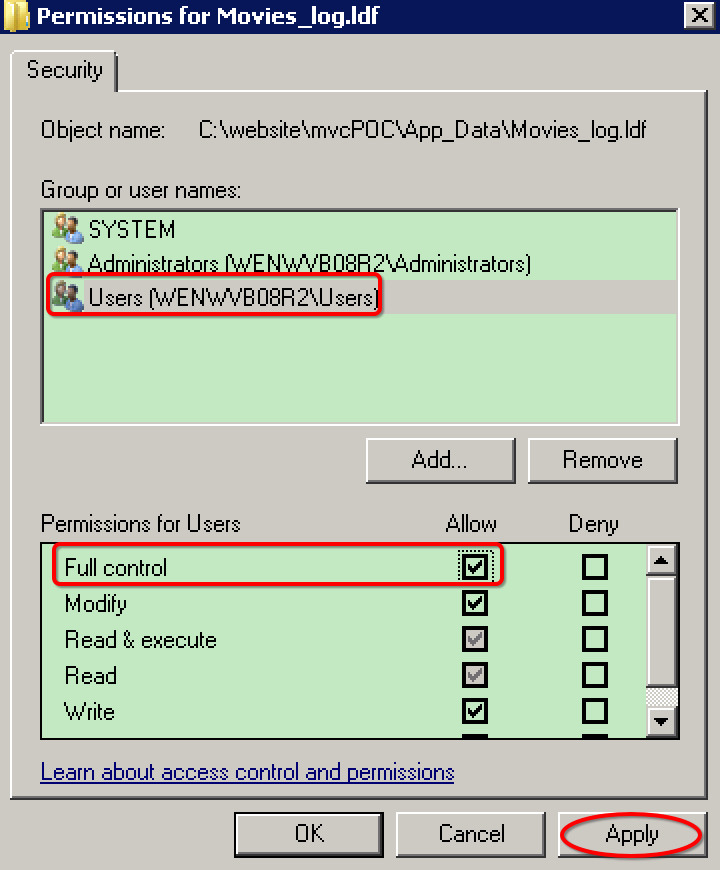 Permissions for Movies_log.ldf
Security
Object name: C:\website\mvcPOC\App_Data\Movies_log.ldf
Group or user names:
SYSTEM
Administrators (WENWVB08R2\Administrators)
Users (WENWVB08R2\Users)
Add... Remove
Permissions for Users Allow Deny
Full control
Modify
Read & execute
Read
Write
Learn about access control and permissions
OK Cancel Apply